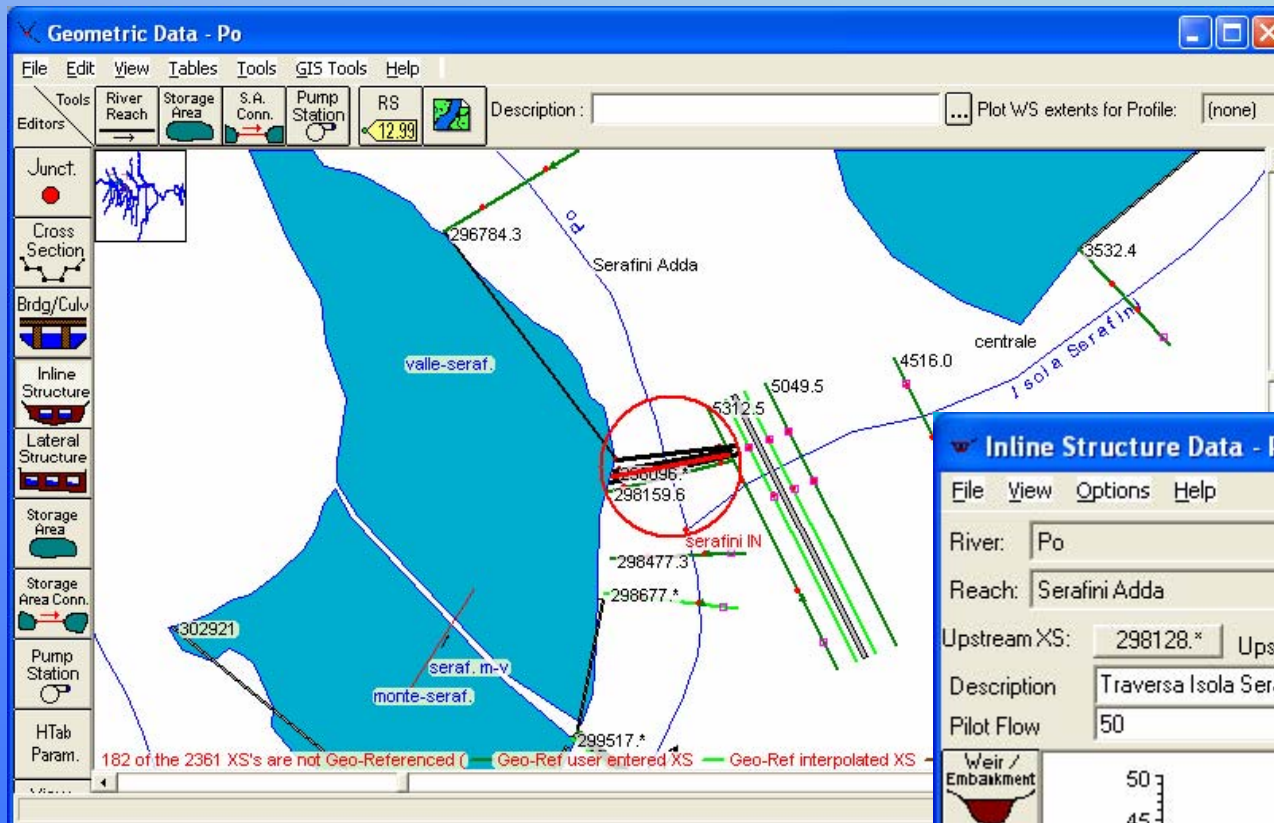 Geometric Data - Po
File Edit View Tables Tools GIS Tools Help
Tools
Editors
River Reach
Storage Area
S.A. Conn.
Pump Station
RS
12.99
Description :
...
Plot WS extents for Profile:
(none)
Junct.
Cross Section
Brdg/Culv
Inline Structure
Lateral Structure
Storage Area
Storage Area Conn.
Pump Station
HTab Param.
296784.3
Po
Serafini Adda
3532.4
centrale
Isola Serafini
4516.0
5049.5
5312.5
valle-seraf.
298159.6
serafini IN
298477.3
298677.*
302921
seraf. m-v
monte-seraf.
299517.*
182 of the 2361 XS's are not Geo-Referenced (
Geo-Ref user entered XS
Geo-Ref interpolated XS
Inline Structure Data -
File View Options Help
River: Po
Reach: Serafini Adda
Upstream XS: 298128.*
Description
Traversa Isola
Pilot Flow 50
Weir / Embankment
50
45